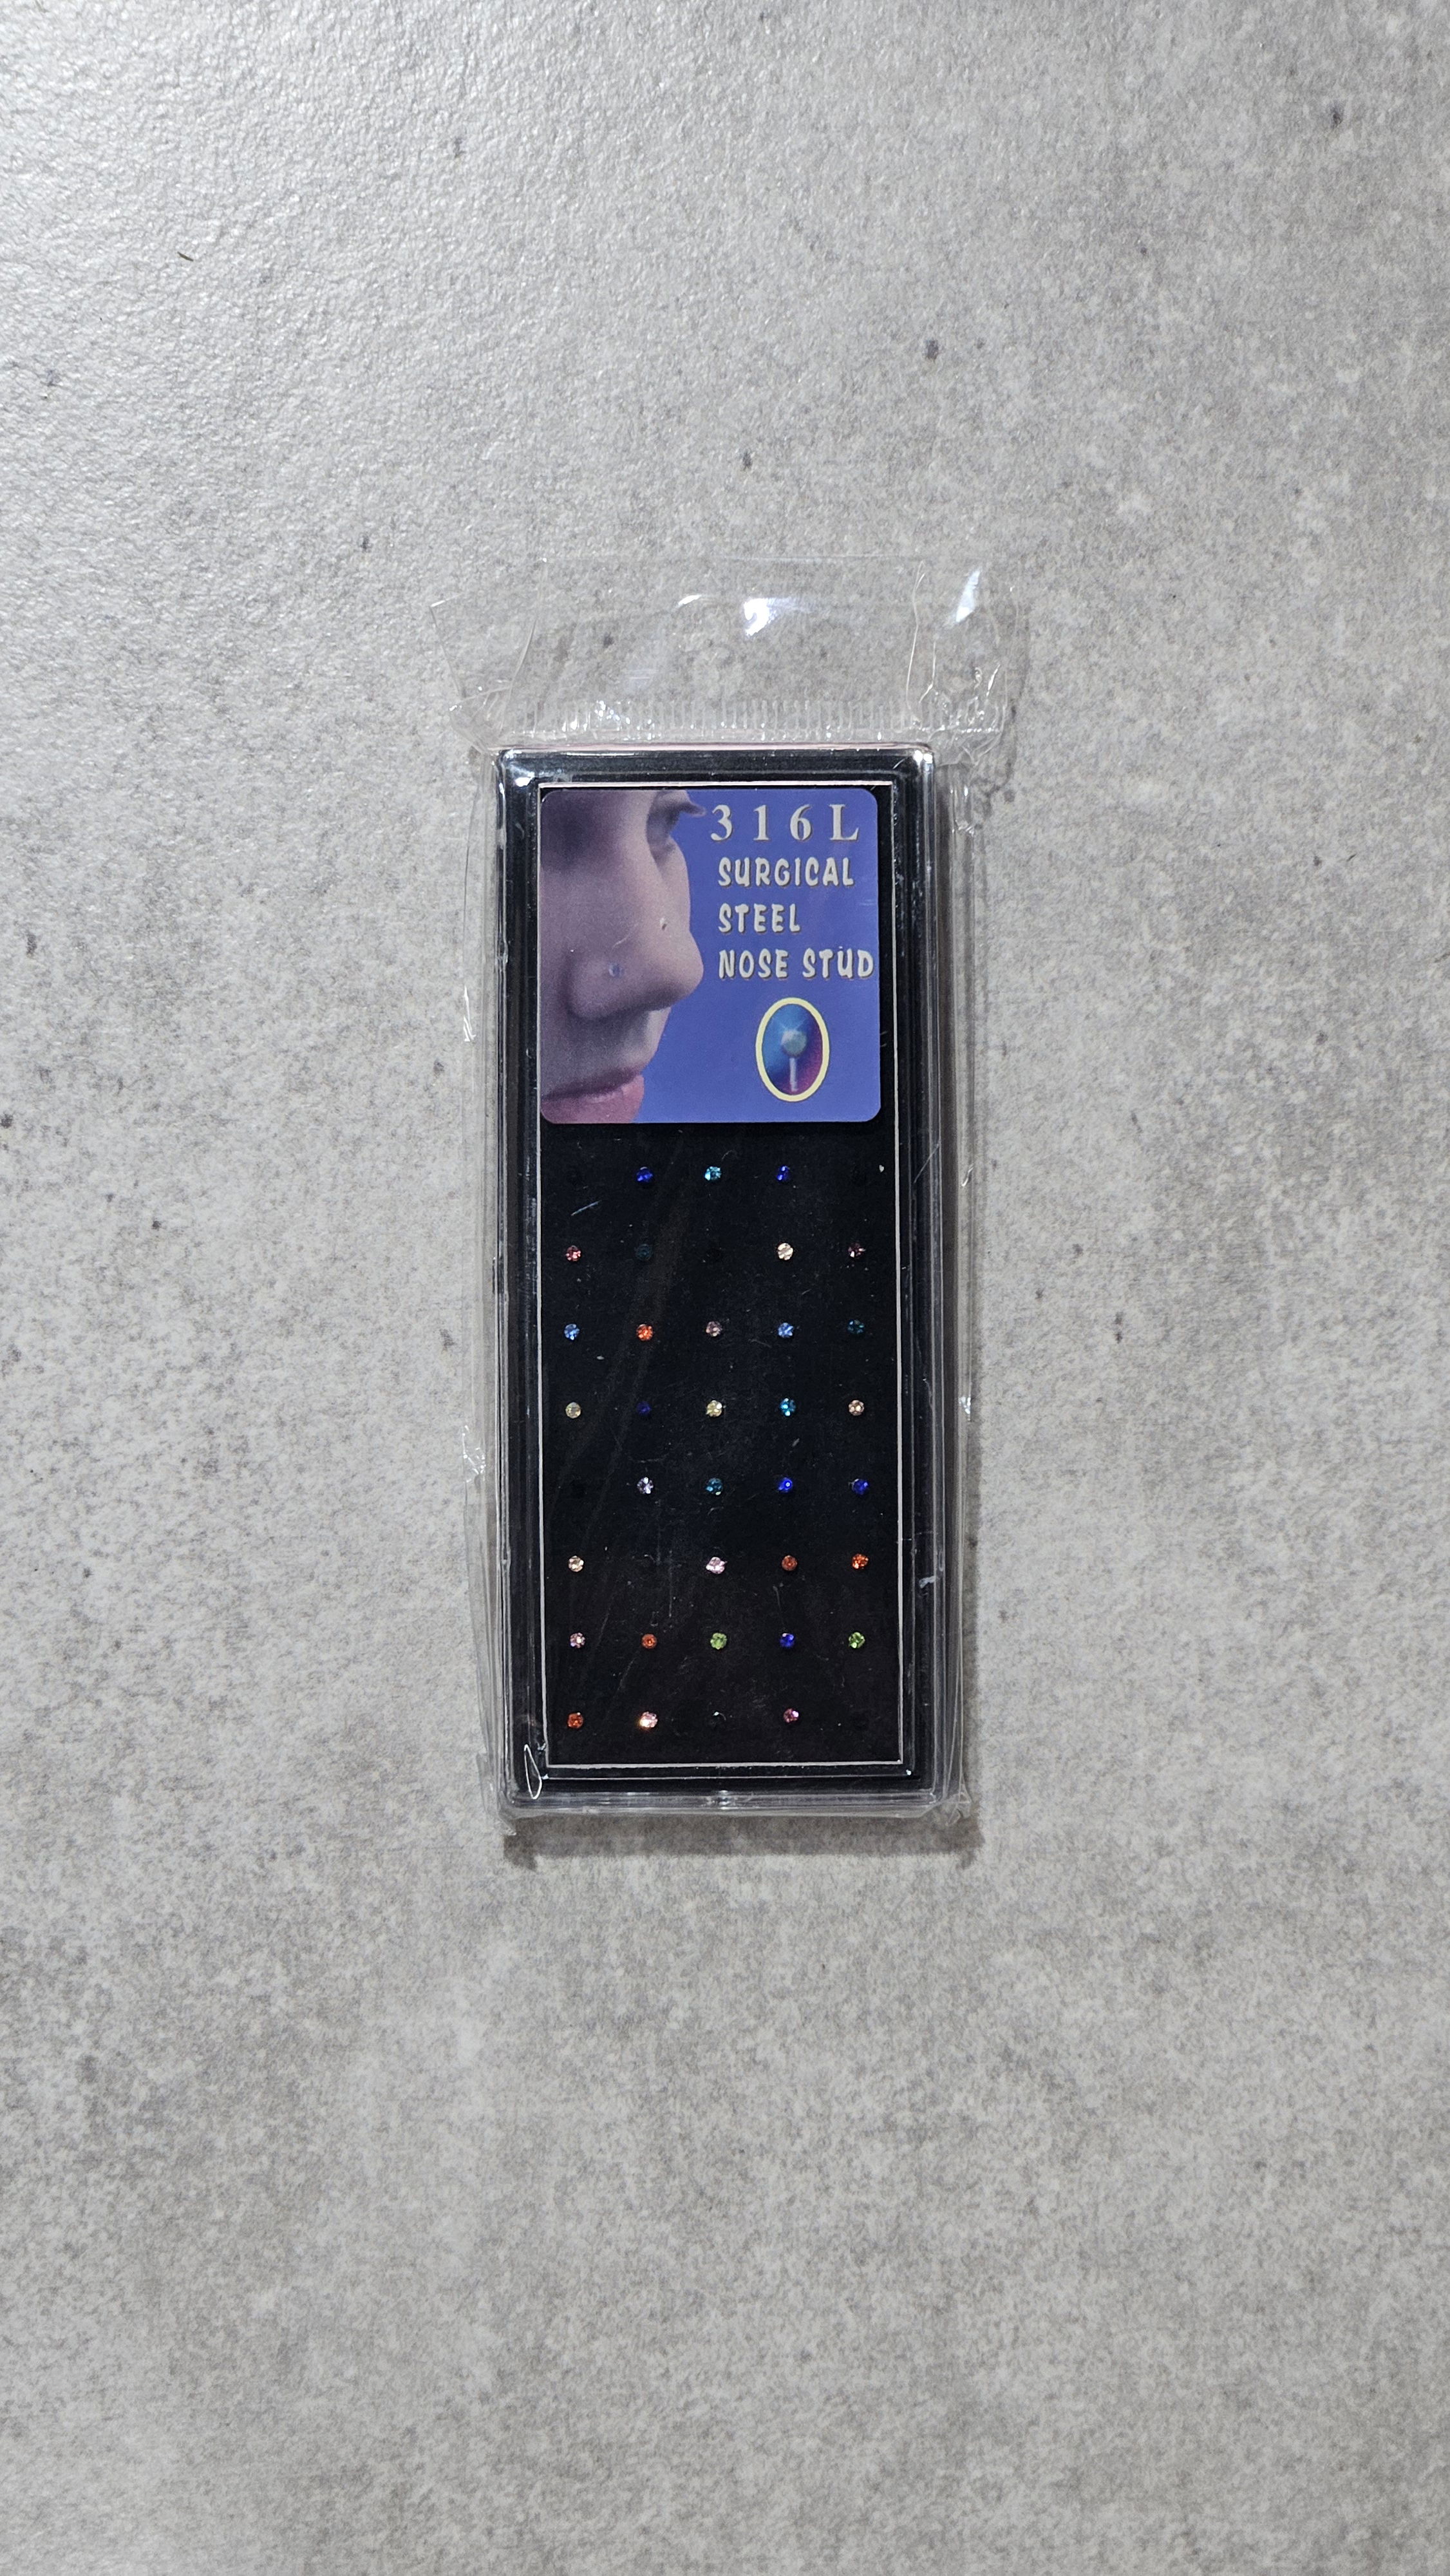 316L
SURGICAL
STEEL
NOSE STUD